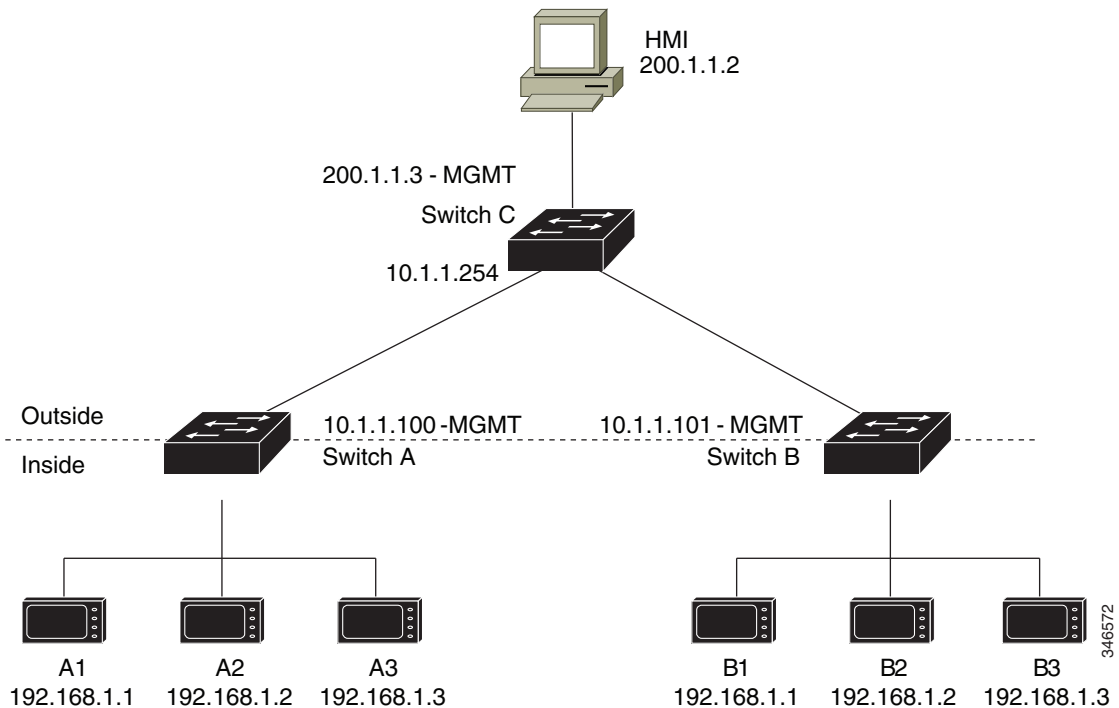 HMI
200.1.1.2
200.1.1.3 - MGMT
Switch C
10.1.1.254
Outside
Inside
10.1.1.100 -MGMT
Switch A
10.1.1.101 - MGMT
Switch B
A1
192.168.1.1
A2
192.168.1.2
A3
192.168.1.3
B1
192.168.1.1
B2
192.168.1.2
B3
192.168.1.3
346572